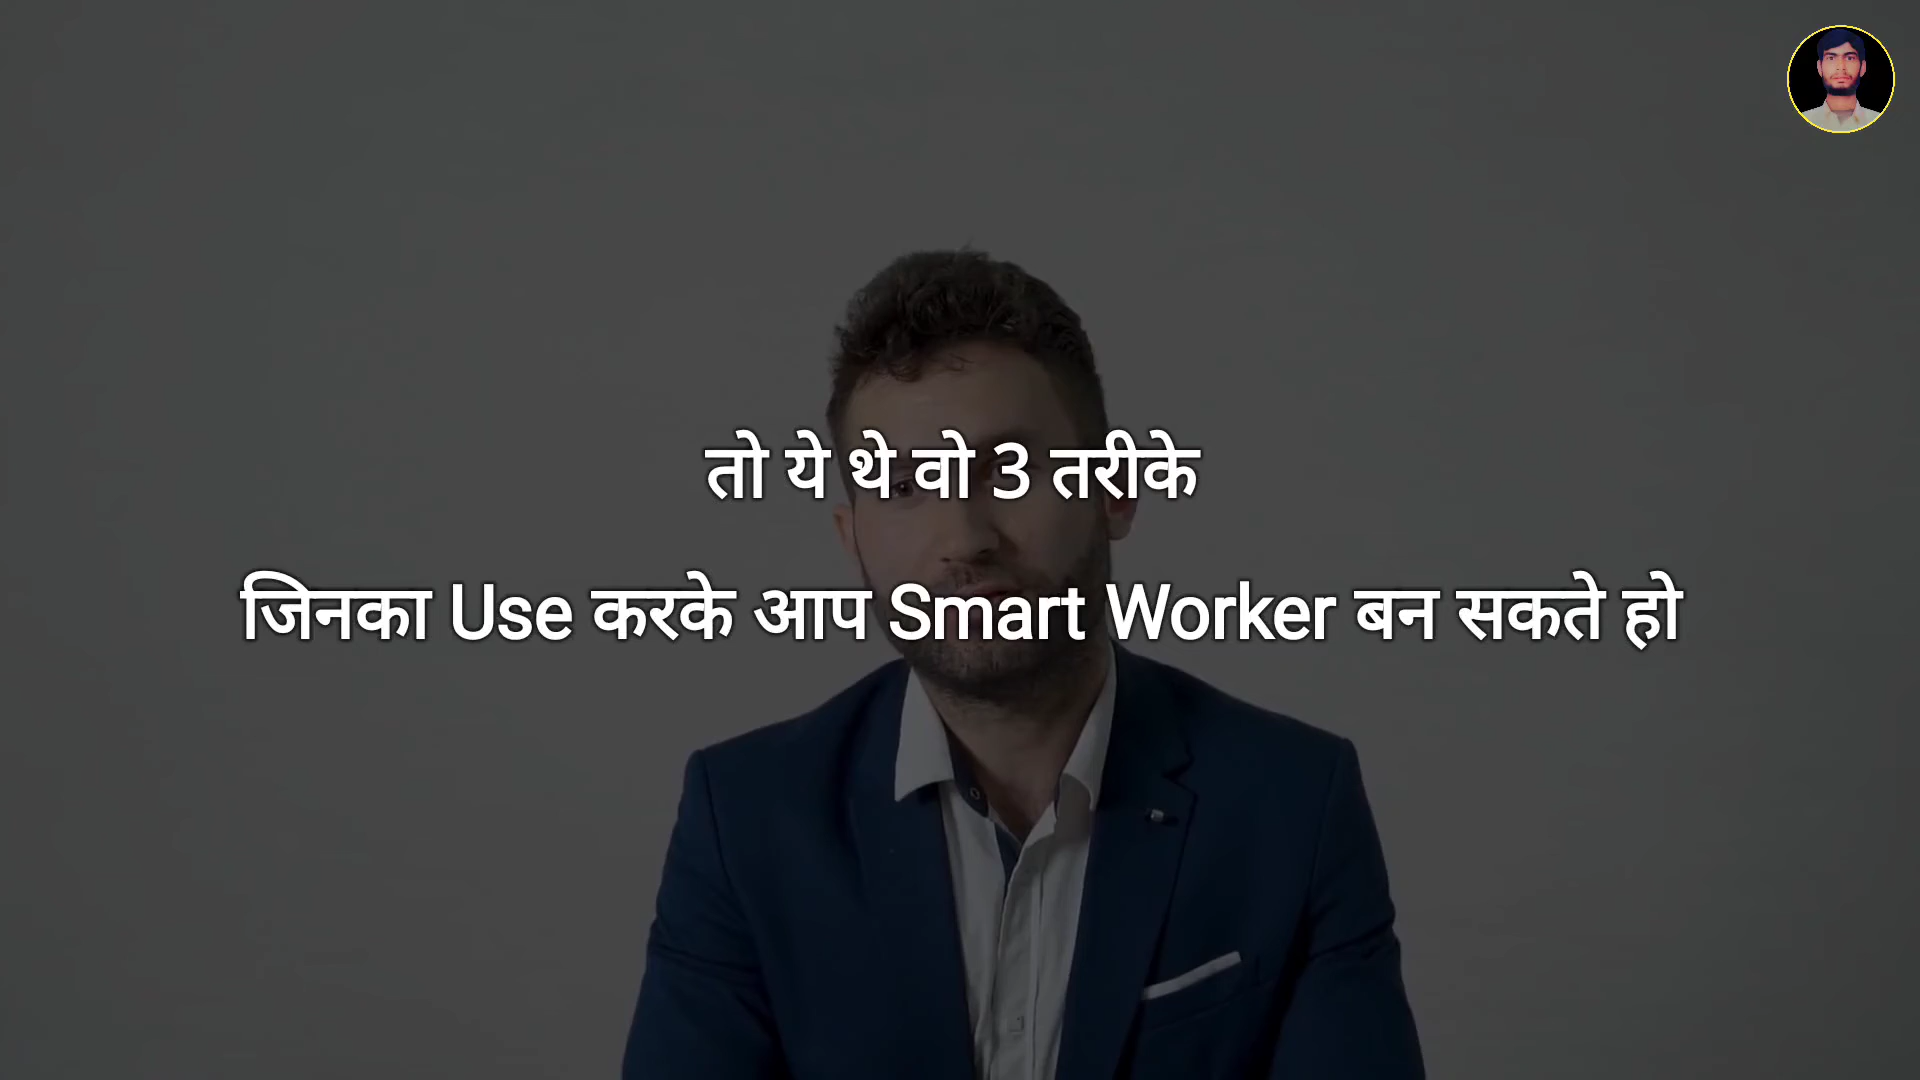 तो ये थे वो 3 तरीके
जिनका Use करके आप Smart Worker बन सकते हो